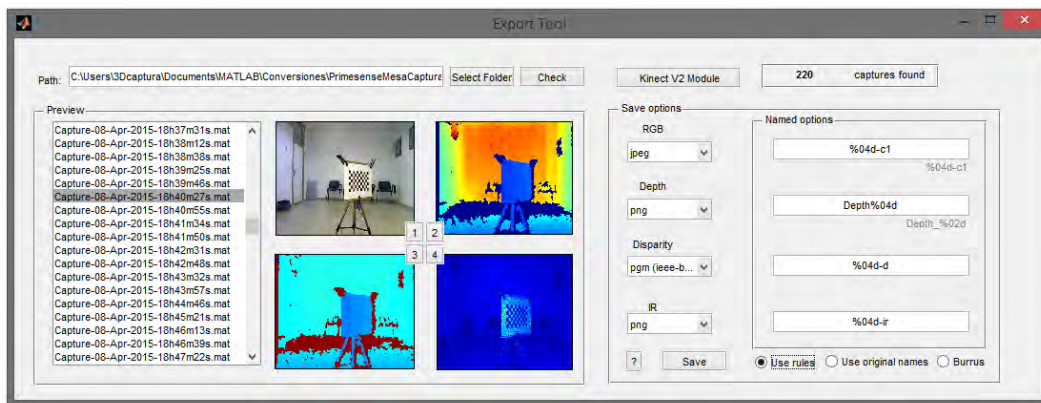 Export Tool
Path:
C:\Users\3Dcaptura\Documents\MATLAB\Conversiones\PrimesenseMesaCaptura
Select Folder
Check
Kinect V2 Module
220 captures found
Preview
Capture-08-Apr-2015-18h37m31s.mat
Capture-08-Apr-2015-18h38m12s.mat
Capture-08-Apr-2015-18h38m38s.mat
Capture-08-Apr-2015-18h39m25s.mat
Capture-08-Apr-2015-18h39m46s.mat
Capture-08-Apr-2015-18h40m27s.mat
Capture-08-Apr-2015-18h40m55s.mat
Capture-08-Apr-2015-18h41m34s.mat
Capture-08-Apr-2015-18h41m50s.mat
Capture-08-Apr-2015-18h42m31s.mat
Capture-08-Apr-2015-18h42m48s.mat
Capture-08-Apr-2015-18h43m32s.mat
Capture-08-Apr-2015-18h43m57s.mat
Capture-08-Apr-2015-18h44m46s.mat
Capture-08-Apr-2015-18h45m21s.mat
Capture-08-Apr-2015-18h46m13s.mat
Capture-08-Apr-2015-18h46m39s.mat
Capture-08-Apr-2015-18h47m22s.mat
1 2
3 4
Save options
RGB
jpeg
Depth
png
Disparity
pgm (ieee-b...
IR
png
?
Save
Named options
%04d-c1
%04d-c1
Depth%04d
Depth_%02d
%04d-d
%04d-ir
Use rules
Use original names
Burrus